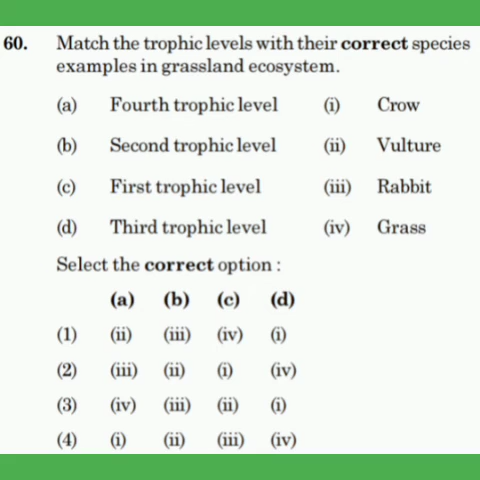 60. Match the trophic levels with their correct species
examples in grassland ecosystem.
(a) Fourth trophic level (i) Crow
(b) Second trophic level (ii) Vulture
(c) First trophic level (iii) Rabbit
(d) Third trophic level (iv) Grass
Select the correct option :
(a) (b) (c) (d)
(1) (ii) (iii) (iv) (i)
(2) (iii) (ii) (i) (iv)
(3) (iv) (iii) (ii) (i)
(4) (i) (ii) (iii) (iv)